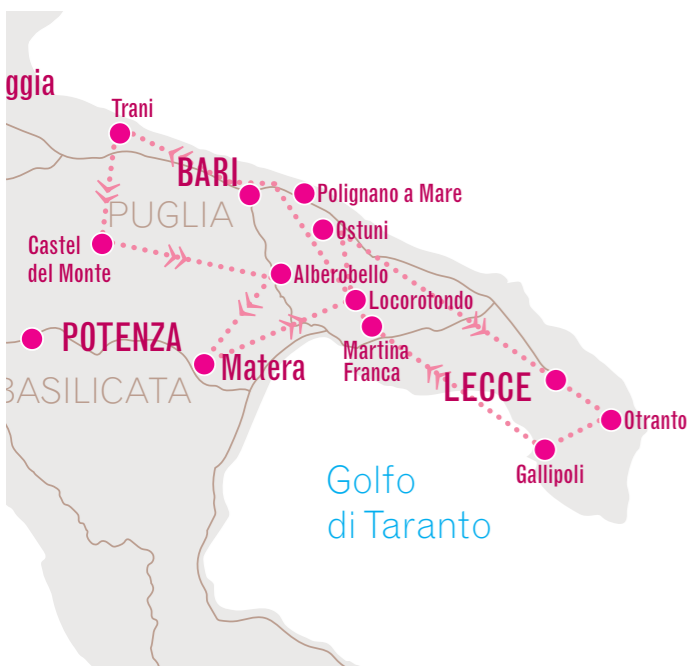 ggia
Trani
BARI
Polignano a Mare
PUGLIA
Ostuni
Castel
del Monte
Alberobello
Locorotondo
POTENZA
Martina
Franca
Matera
BASILICATA
LECCE
Otranto
Gallipoli
Golfo
di Taranto